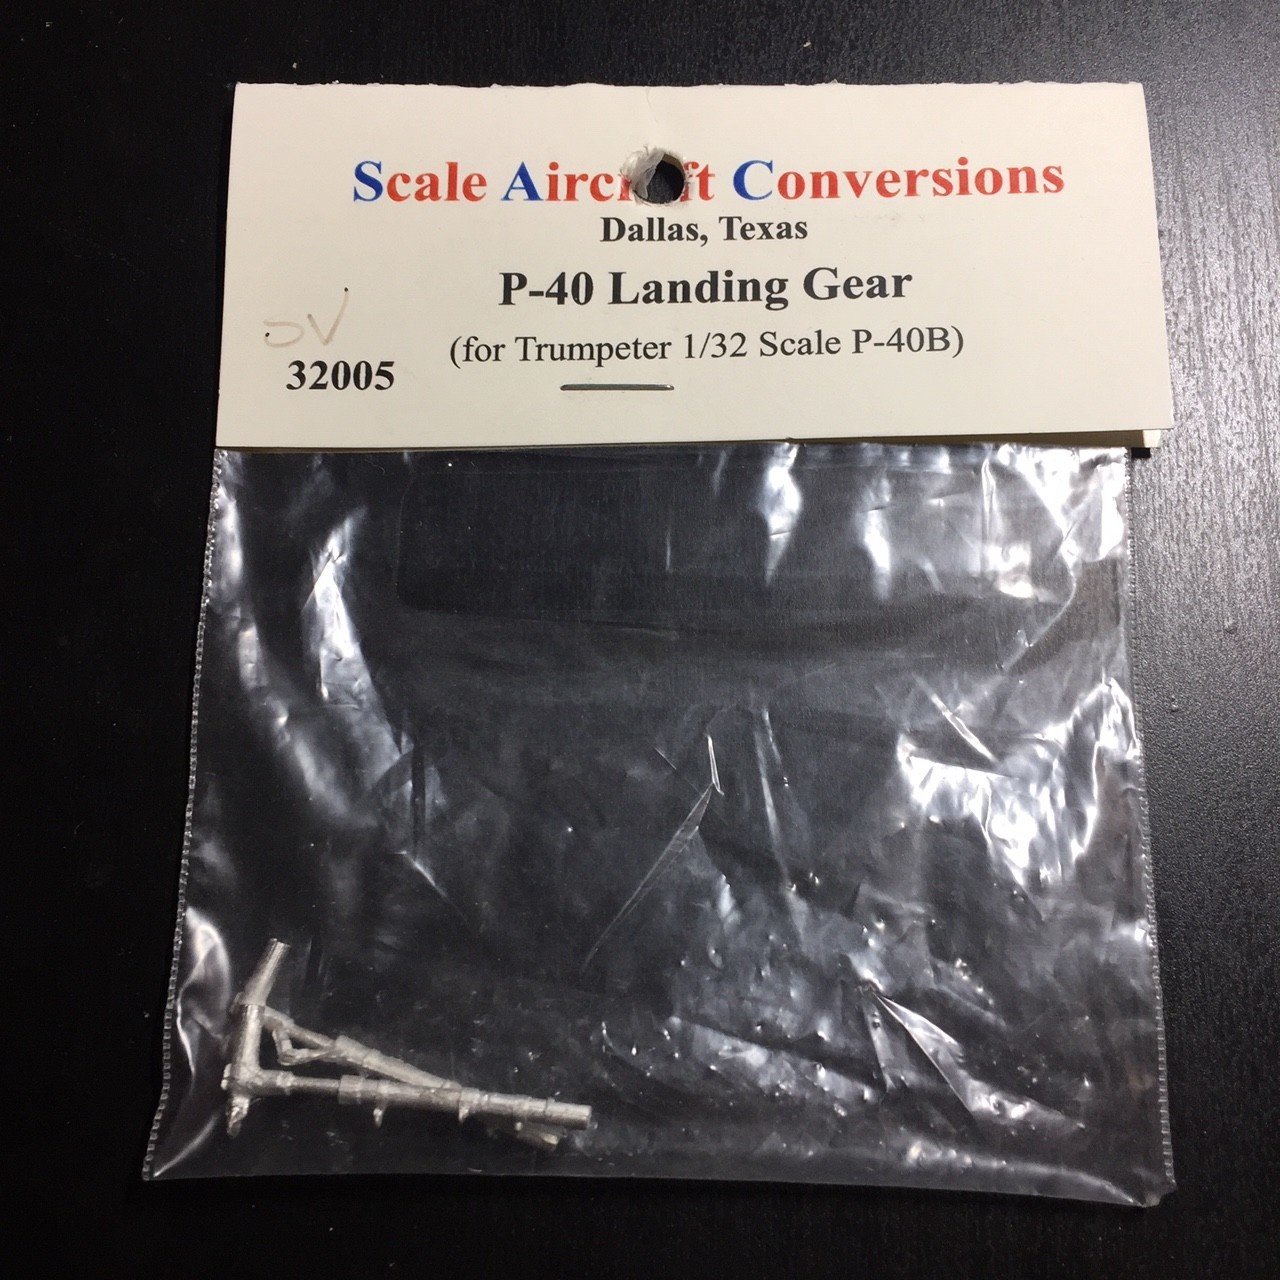 Scale Aircraft Conversions
Dallas, Texas
P-40 Landing Gear
(for Trumpeter 1/32 Scale P-40B)
32005